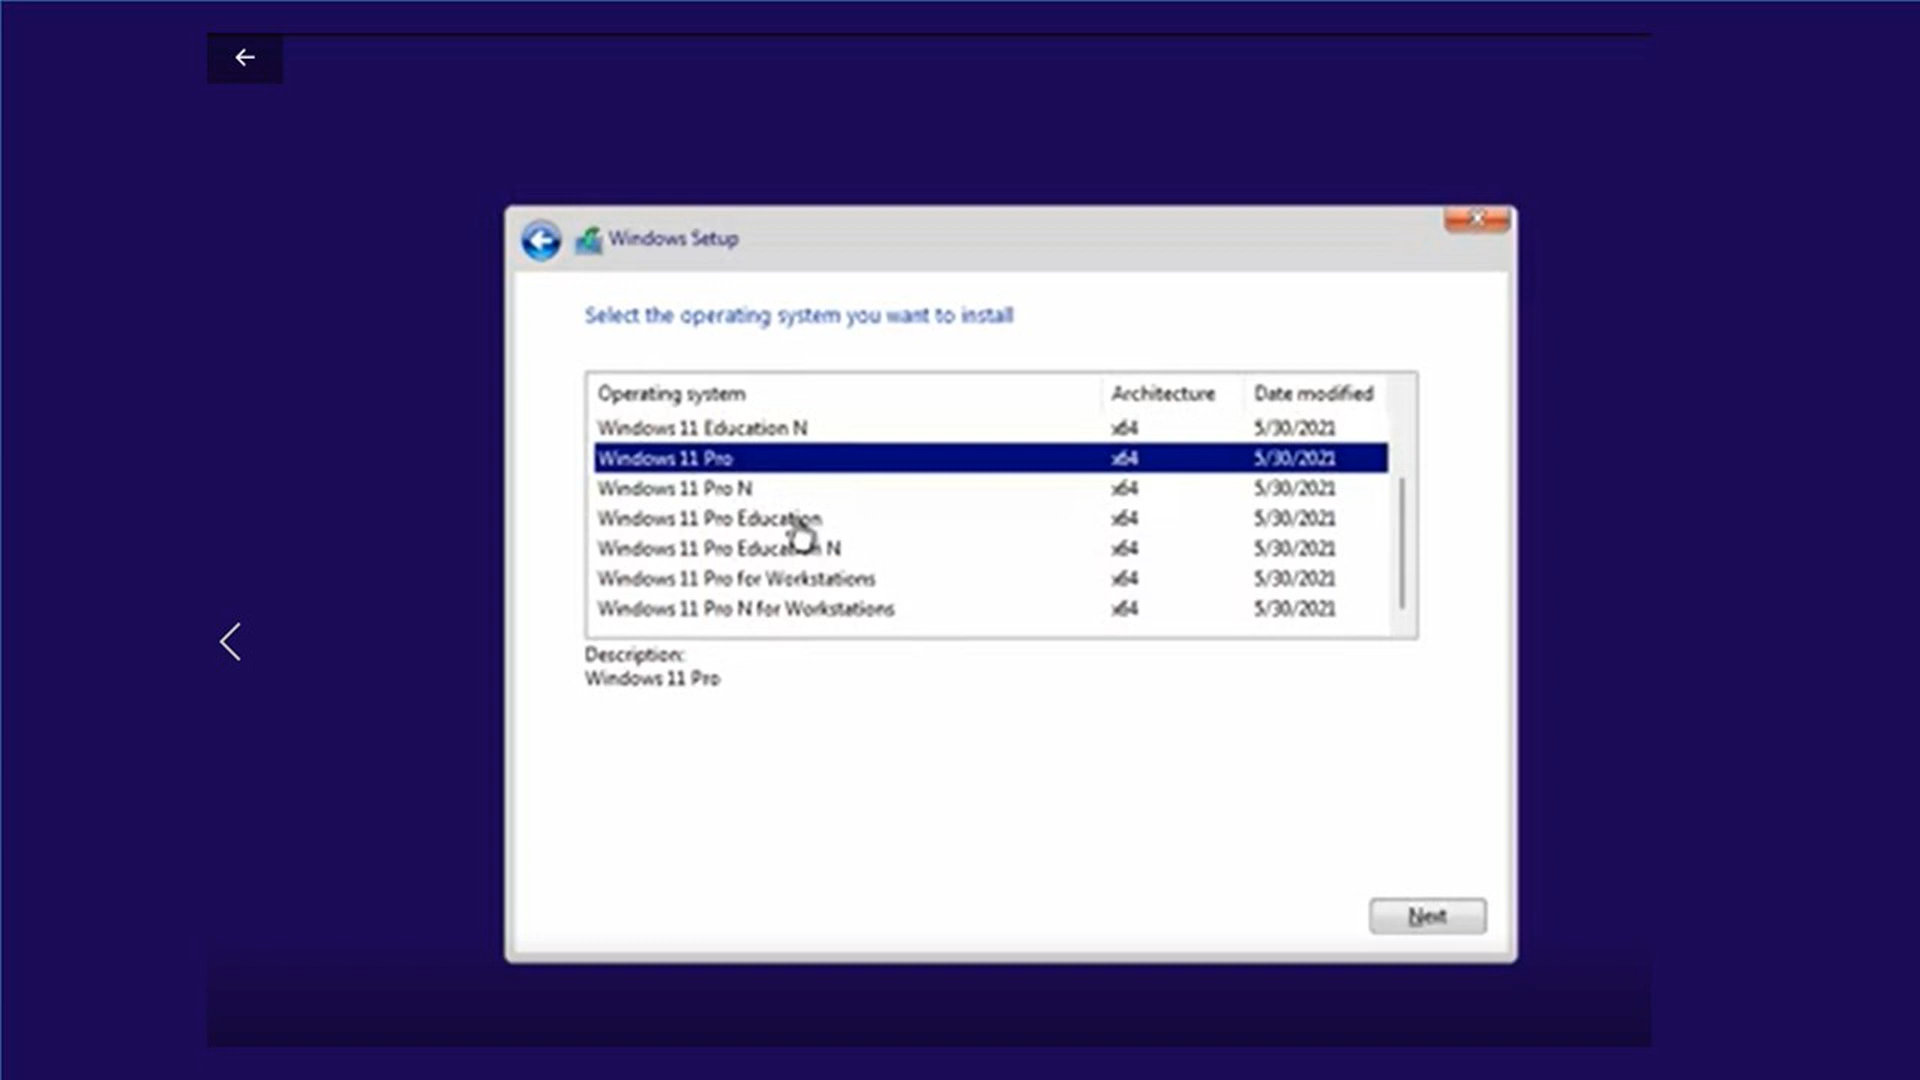 Windows Setup
Select the operating system you want to install
Operating system Architecture Date modified
Windows 11 Education N x64 5/30/2021
Windows 11 Pro x64 5/30/2021
Windows 11 Pro N x64 5/30/2021
Windows 11 Pro Education x64 5/30/2021
Windows 11 Pro Education N x64 5/30/2021
Windows 11 Pro for Workstations x64 5/30/2021
Windows 11 Pro N for Workstations x64 5/30/2021
Description:
Windows 11 Pro
Next